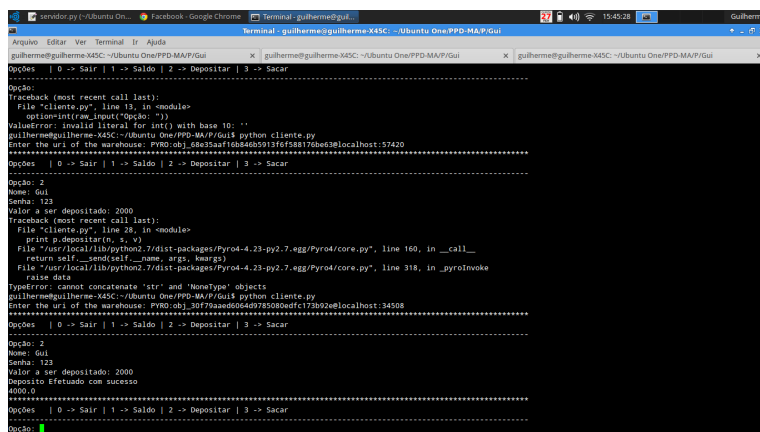 servidor.py (~/Ubuntu On... Facebook - Google Chrome Terminal - guilherme@guil... 27 15:45:28 Guilherm
Terminal - guilherme@guilherme-X45C: ~/Ubuntu One/PPD-MA/P/Gui
Arquivo Editar Ver Terminal Ir Ajuda
guilherme@guilherme-X45C: ~/Ubuntu One/PPD-MA/P/Gui x guilherme@guilherme-X45C: ~/Ubuntu One/PPD-MA/P/Gui x guilherme@guilherme-X45C: ~/Ubuntu One/PPD-MA/P/Gui x
Opções | 0 -> Sair | 1 -> Saldo | 2 -> Depositar | 3 -> Sacar
Opção:
Traceback (most recent call last):
File "cliente.py", line 13, in <module>
option=int(raw_input("Opção: "))
ValueError: invalid literal for int() with base 10: ''
guilherme@guilherme-X45C:~/Ubuntu One/PPD-MA/P/Gui$ python cliente.py
Enter the uri of the warehouse: PYRO:obj_68e35aaf16b846b5913f6f588176be63@localhost:57420
Opções | 0 -> Sair | 1 -> Saldo | 2 -> Depositar | 3 -> Sacar
Opção: 2
Nome: Gui
Senha: 123
Valor a ser depositado: 2000
Traceback (most recent call last):
File "cliente.py", line 28, in <module>
print p.depositar(n, s, v)
File "/usr/local/lib/python2.7/dist-packages/Pyro4-4.23-py2.7.egg/Pyro4/core.py", line 160, in __call__
return self.__send(self.__name, args, kwargs)
File "/usr/local/lib/python2.7/dist-packages/Pyro4-4.23-py2.7.egg/Pyro4/core.py", line 318, in _pyroInvoke
raise data
TypeError: cannot concatenate 'str' and 'NoneType' objects
guilherme@guilherme-X45C:~/Ubuntu One/PPD-MA/P/Gui$ python cliente.py
Enter the uri of the warehouse: PYRO:obj_30f79aaed6064d9785080edfc173b92e@localhost:34508
Opções | 0 -> Sair | 1 -> Saldo | 2 -> Depositar | 3 -> Sacar
Opção: 2
Nome: Gui
Senha: 123
Valor a ser depositado: 2000
Deposito Efetuado com sucesso
4000.0
Opções | 0 -> Sair | 1 -> Saldo | 2 -> Depositar | 3 -> Sacar
Opção: